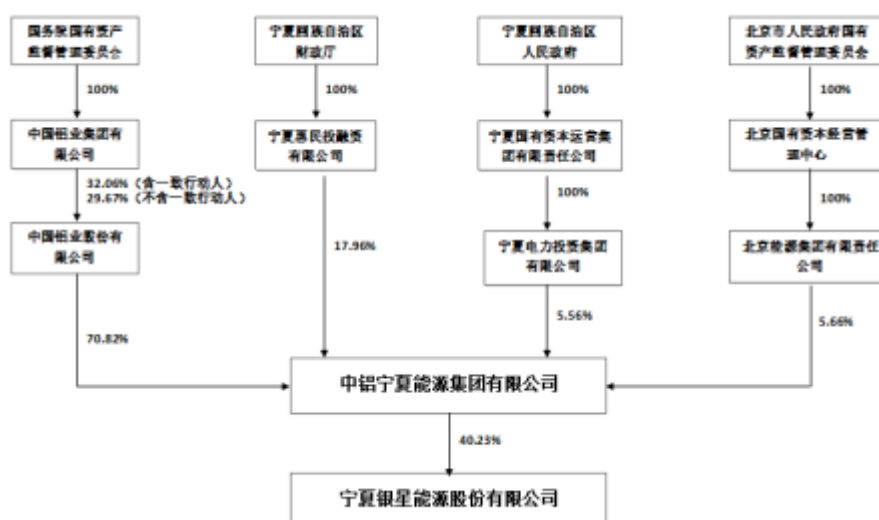 国务院国有资产
监督管理委员会
宁夏回族自治区
财政厅
宁夏回族自治区
人民政府
北京市人民政府国有
资产监督管理委员会
100%
100%
100%
100%
中国铝业集团有
限公司
宁夏惠民投融资
有限公司
宁夏国有资本运营集
团有限责任公司
北京国有资本经营管
理中心
32.06%（含一致行动人）
29.67%（不含一致行动人）
100%
100%
中国铝业股份有
限公司
17.96%
宁夏电力投资集团
有限公司
北京能源集团有限责任
公司
70.82%
5.56%
5.66%
中铝宁夏能源集团有限公司
40.23%
宁夏银星能源股份有限公司